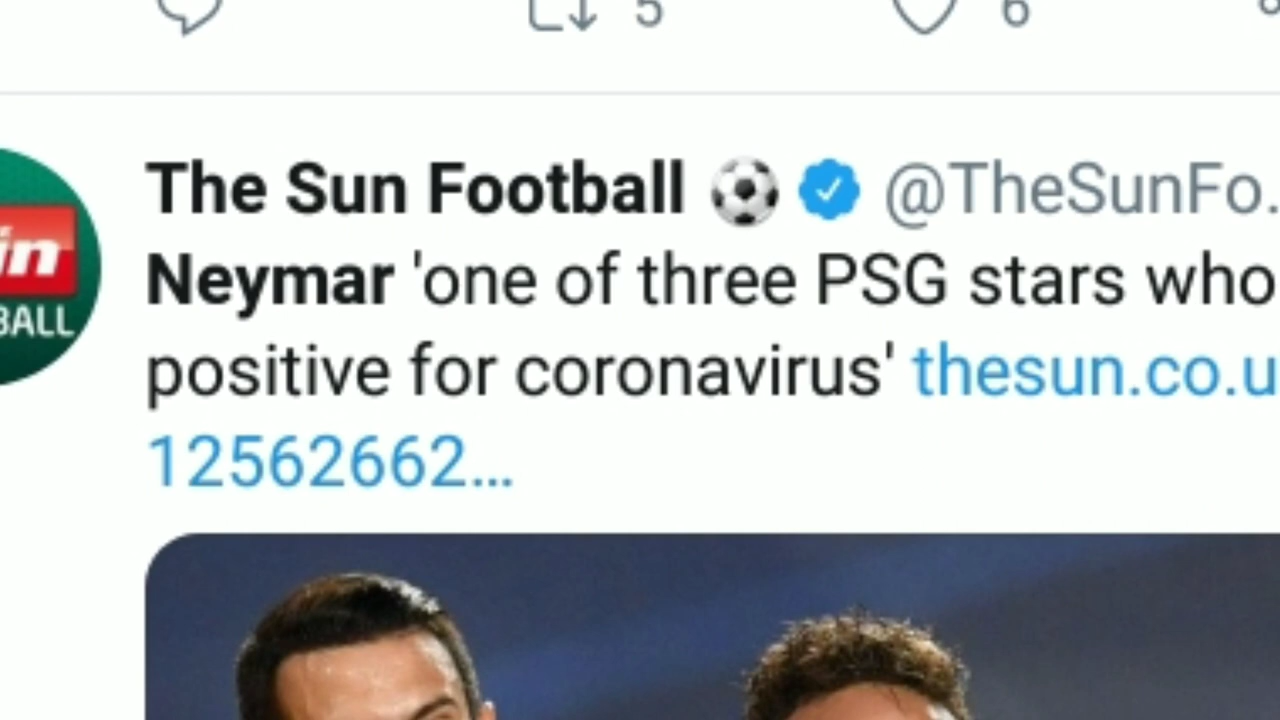 5 6
The Sun Football ⚽ @TheSunFo.
in
Neymar 'one of three PSG stars who
BALL
positive for coronavirus' thesun.co.u
12562662...